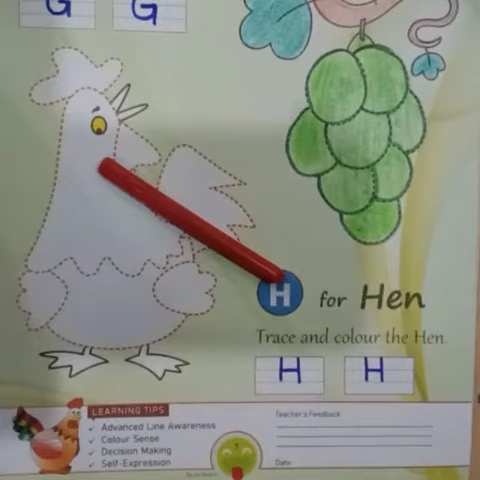 G G
H for Hen
Trace and colour the Hen.
H H
LEARNING TIPS
✓ Advanced Line Awareness
✓ Colour Sense
✓ Decision Making
✓ Self-Expression
Teacher's Feedback:
Date: